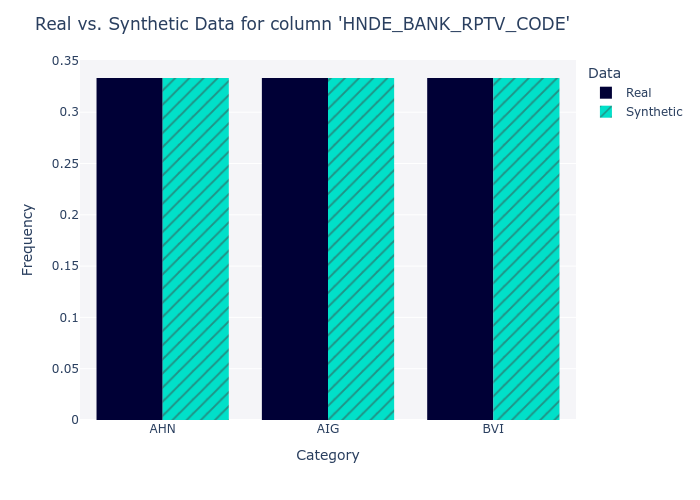 Real vs. Synthetic Data for column 'HNDE_BANK_RPTV_CODE'
Data
Real
Synthetic
Frequency
0.35
0.3
0.25
0.2
0.15
0.1
0.05
0
AHN
AIG
BVI
Category